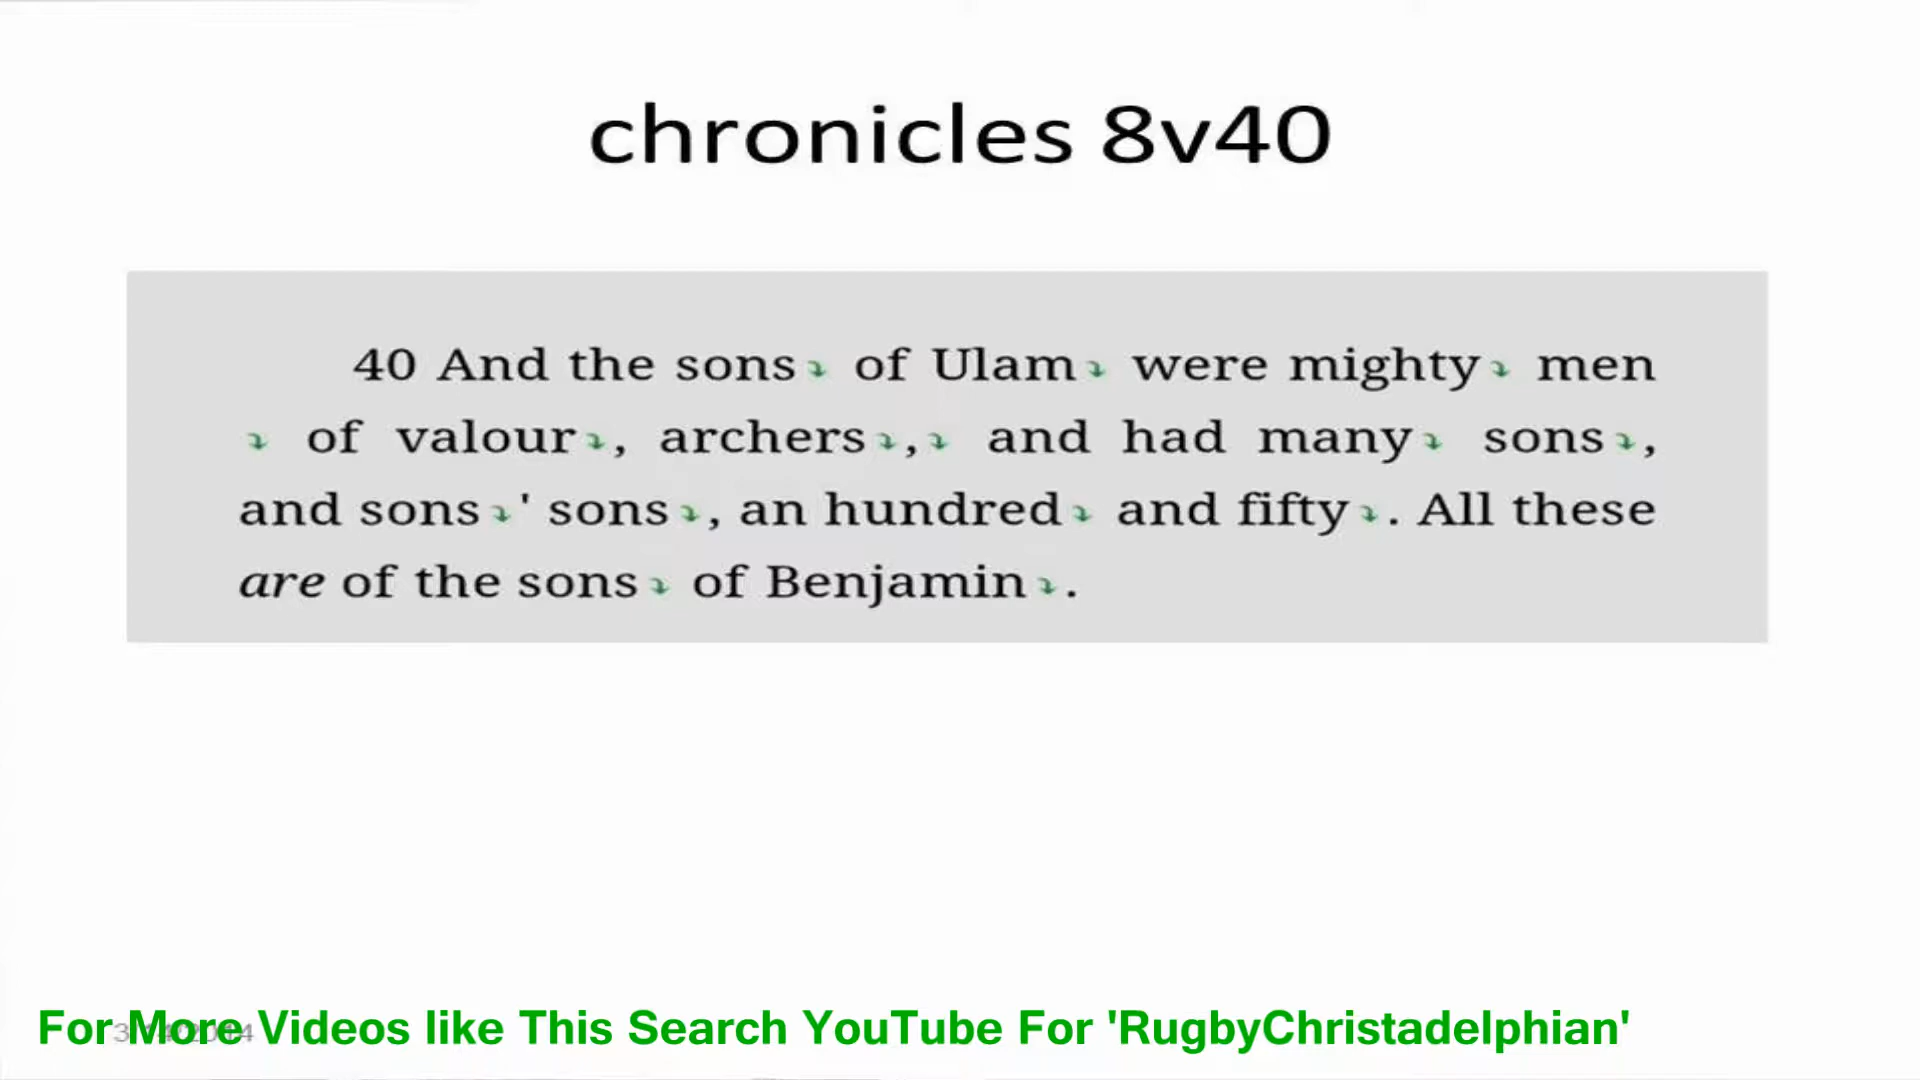 chronicles 8v40
40 And the sons⤵ of Ulam⤵ were mighty⤵ men
⤵ of valour⤵, archers⤵,⤵ and had many⤵ sons⤵,
and sons⤵' sons⤵, an hundred⤵ and fifty⤵. All these
are of the sons⤵ of Benjamin⤵.
For More Videos like This Search YouTube For 'RugbyChristadelphian'